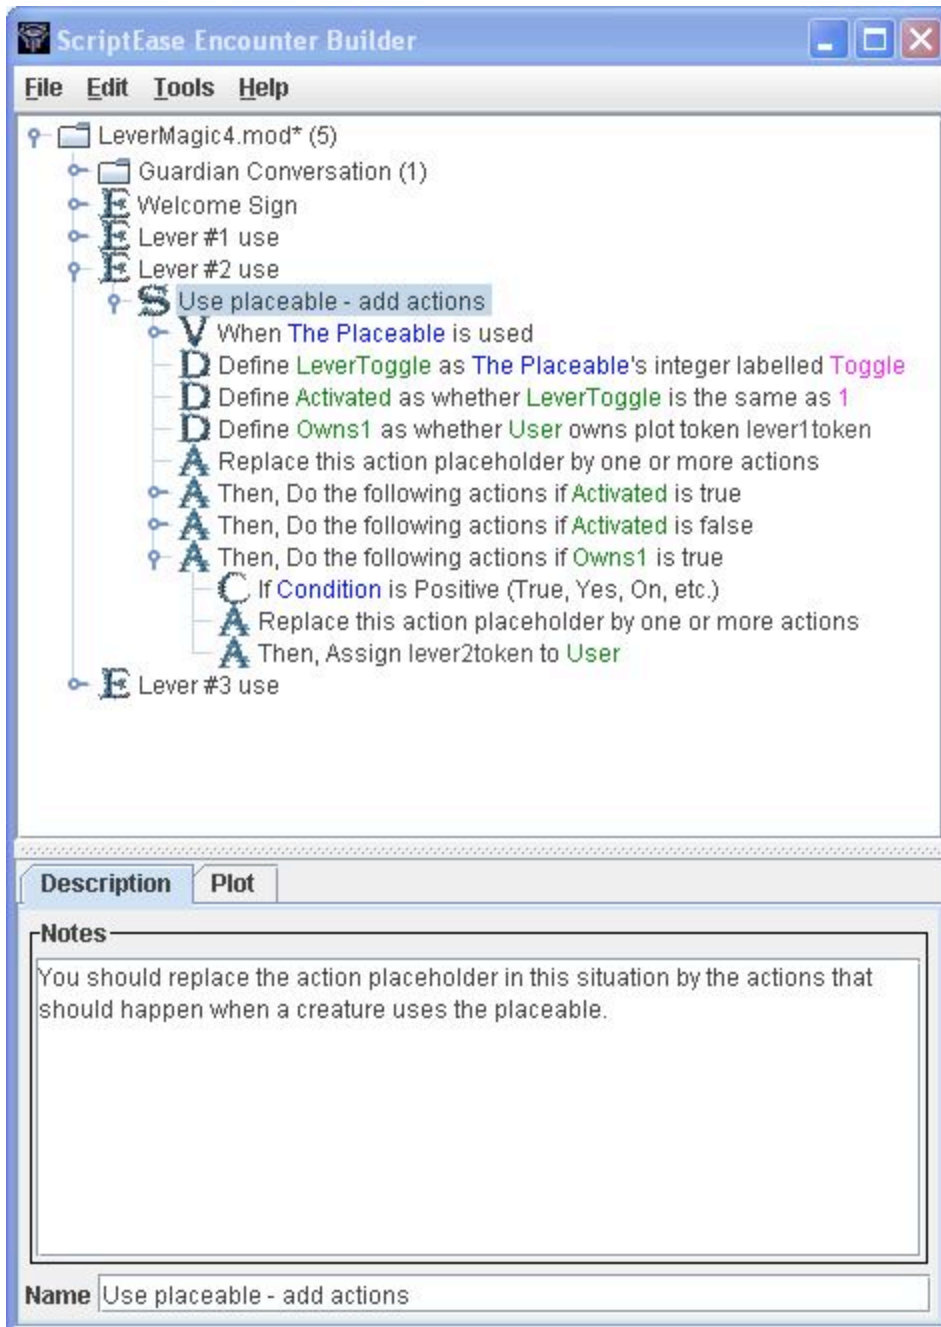 ScriptEase Encounter Builder
File Edit Tools Help
LeverMagic4.mod* (5)
Guardian Conversation (1)
E Welcome Sign
E Lever #1 use
E Lever #2 use
S Use placeable - add actions
V When The Placeable is used
D Define LeverToggle as The Placeable's integer labelled Toggle
D Define Activated as whether LeverToggle is the same as 1
D Define Owns1 as whether User owns plot token lever1token
A Replace this action placeholder by one or more actions
A Then, Do the following actions if Activated is true
A Then, Do the following actions if Activated is false
A Then, Do the following actions if Owns1 is true
C If Condition is Positive (True, Yes, On, etc.)
A Replace this action placeholder by one or more actions
A Then, Assign lever2token to User
E Lever #3 use
Description Plot
Notes
You should replace the action placeholder in this situation by the actions that
should happen when a creature uses the placeable.
Name Use placeable - add actions